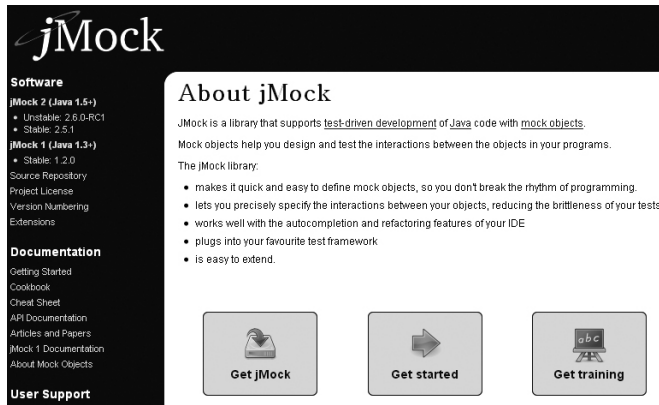 jMock
Software
jMock 2 (Java 1.5+)
Unstable: 2.6.0-RC1
Stable: 2.5.1
jMock 1 (Java 1.3+)
Stable: 1.2.0
Source Repository
Project License
Version Numbering
Extensions
Documentation
Getting Started
Cookbook
Cheat Sheet
API Documentation
Articles and Papers
jMock 1 Documentation
About Mock Objects
User Support
About jMock
JMock is a library that supports test-driven development of Java code with mock objects.
Mock objects help you design and test the interactions between the objects in your programs.
The jMock library:
makes it quick and easy to define mock objects, so you don't break the rhythm of programming.
lets you precisely specify the interactions between your objects, reducing the brittleness of your tests
works well with the autocompletion and refactoring features of your IDE
plugs into your favourite test framework
is easy to extend.
abc
Get jMock
Get started
Get training